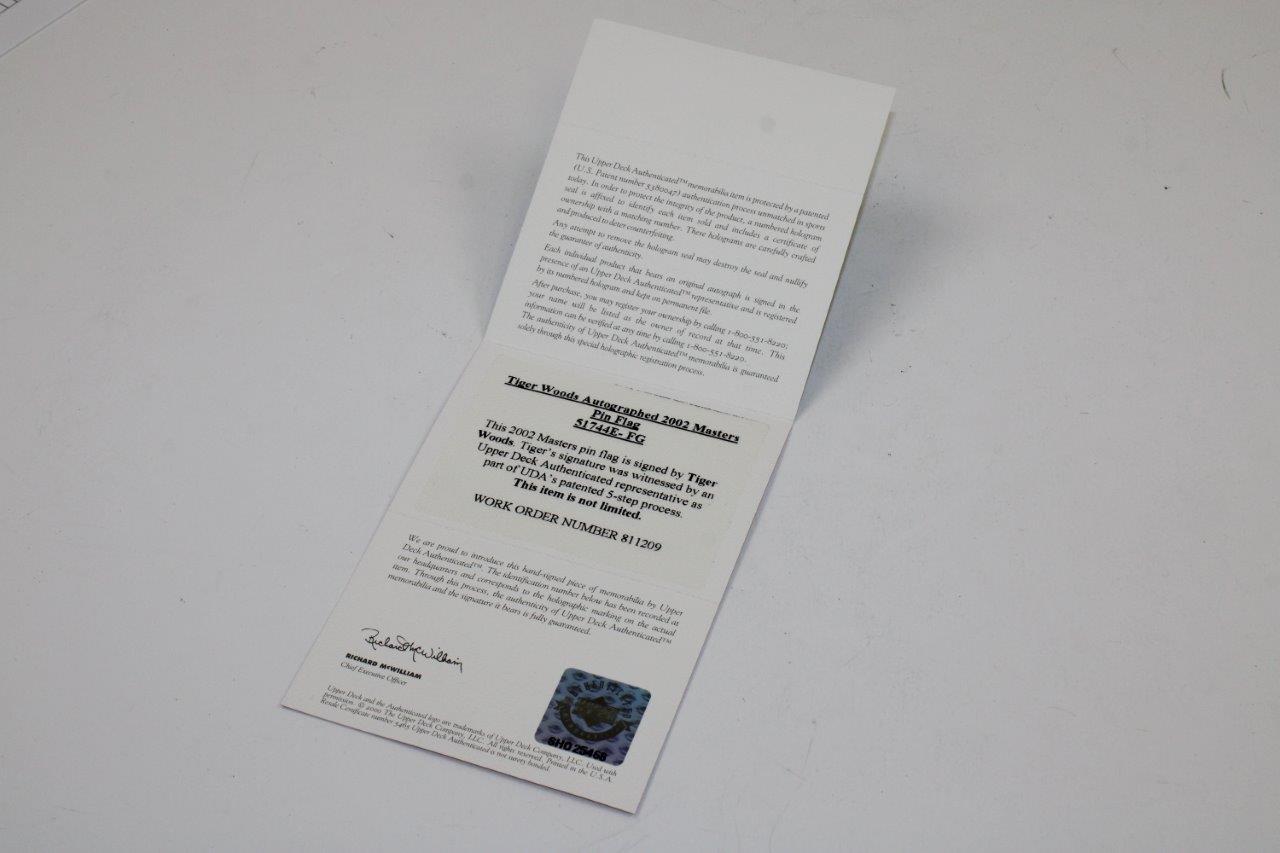 This Upper Deck Authenticated™ memorabilia item is protected by a patented
(U.S. Patent number 5380047) authentication process unmatched in sports
today. In order to protect the integrity of the product, a numbered hologram
seal is affixed to identify each item sold and includes a certificate of
ownership with a matching number. These holograms are carefully crafted
and produced to deter counterfeiting.
Any attempt to remove the hologram seal may destroy the seal and nullify
the guarantee of authenticity.
Each individual product that bears an original autograph is signed in the
presence of an Upper Deck Authenticated™ representative and is registered
by its numbered hologram and kept on permanent file.
After purchase, you may register your ownership by calling 1-800-551-8220;
your name will be listed as the owner of record at that time. This
information can be verified at any time by calling 1-800-551-8220.
The authenticity of Upper Deck Authenticated™ memorabilia is guaranteed
solely through this special holographic registration process.
Tiger Woods Autographed 2002 Masters
Pin Flag
51744E- FG
This 2002 Masters pin flag is signed by Tiger
Woods. Tiger's signature was witnessed by an
Upper Deck Authenticated representative as
part of UDA's patented 5-step process.
This item is not limited.
WORK ORDER NUMBER 811209
We are proud to introduce this hand-signed piece of memorabilia by Upper
Deck Authenticated™. The identification number below has been recorded at
our headquarters and corresponds to the holographic marking on the actual
item. Through this process, the authenticity of Upper Deck Authenticated™
memorabilia and the signature it bears is fully guaranteed.
Richard McWilliam
RICHARD McWILLIAM
Chief Executive Officer
Upper Deck and the Authenticated logo are trademarks of Upper Deck Company, LLC. Used with
permission. © 2000 The Upper Deck Company, LLC. All rights reserved. Printed in the U.S.A.
Resale Certificate number 5465 Upper Deck Authenticated is not surety bonded.